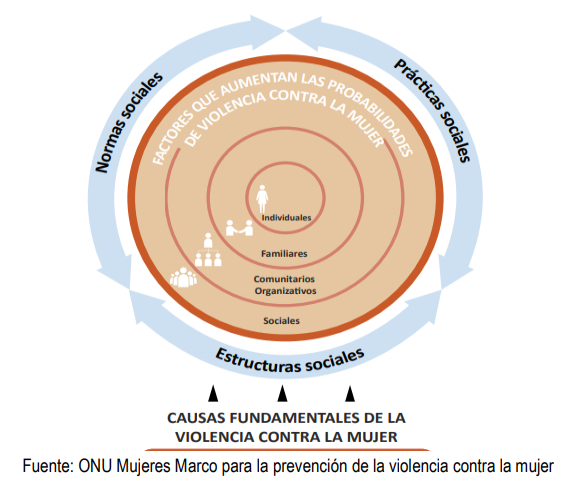 Normas sociales
Prácticas sociales
FACTORES QUE AUMENTAN LAS PROBABILIDADES
DE VIOLENCIA CONTRA LA MUJER
Individuales
Familiares
Comunitarios
Organizativos
Sociales
Estructuras sociales
CAUSAS FUNDAMENTALES DE LA
VIOLENCIA CONTRA LA MUJER
Fuente: ONU Mujeres Marco para la prevención de la violencia contra la mujer